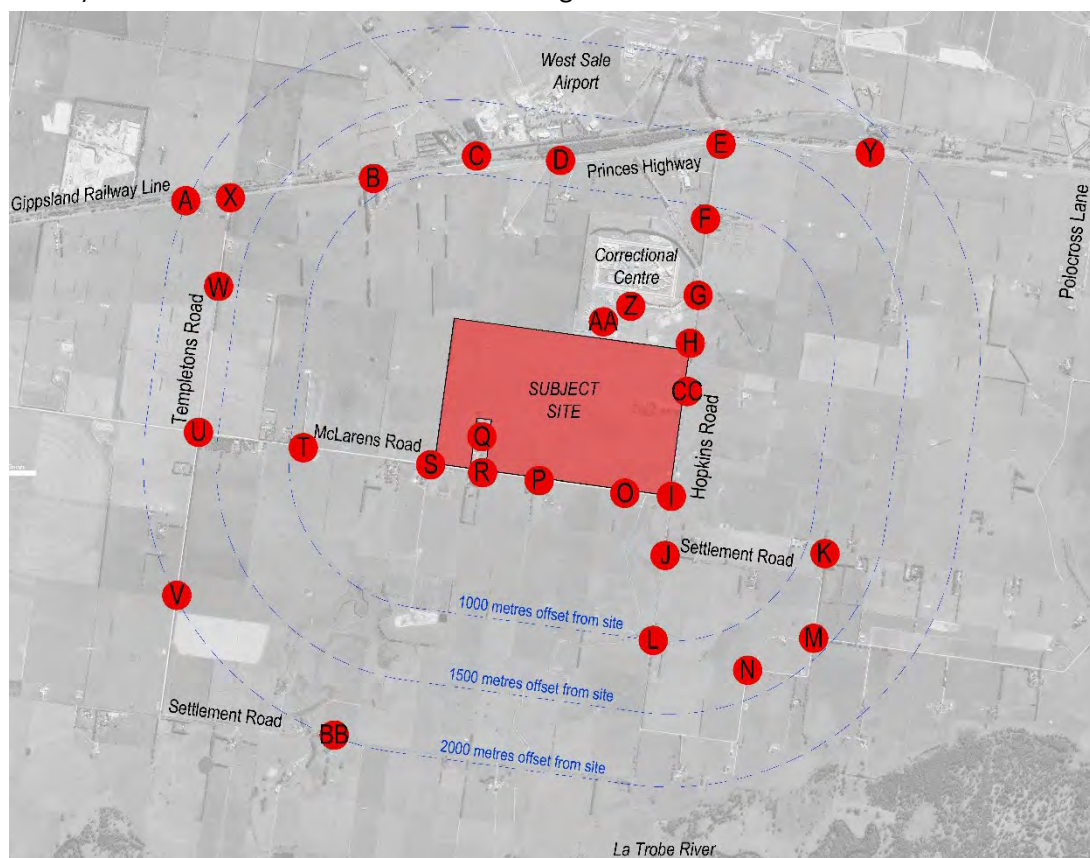 West Sale
Airport
E
C
D
Y
Princes Highway
B
Gippsland Railway Line
A
X
Polocross Lane
F
Correctional
Centre
W
G
Z
AA
H
Templetons Road
SUBJECT
SITE
CC
Hopkins Road
U
McLarens Road
T
Q
S
R
P
O
I
J
Settlement Road
K
V
1000 metres offset from site
L
M
N
1500 metres offset from site
Settlement Road
BB
2000 metres offset from site
La Trobe River